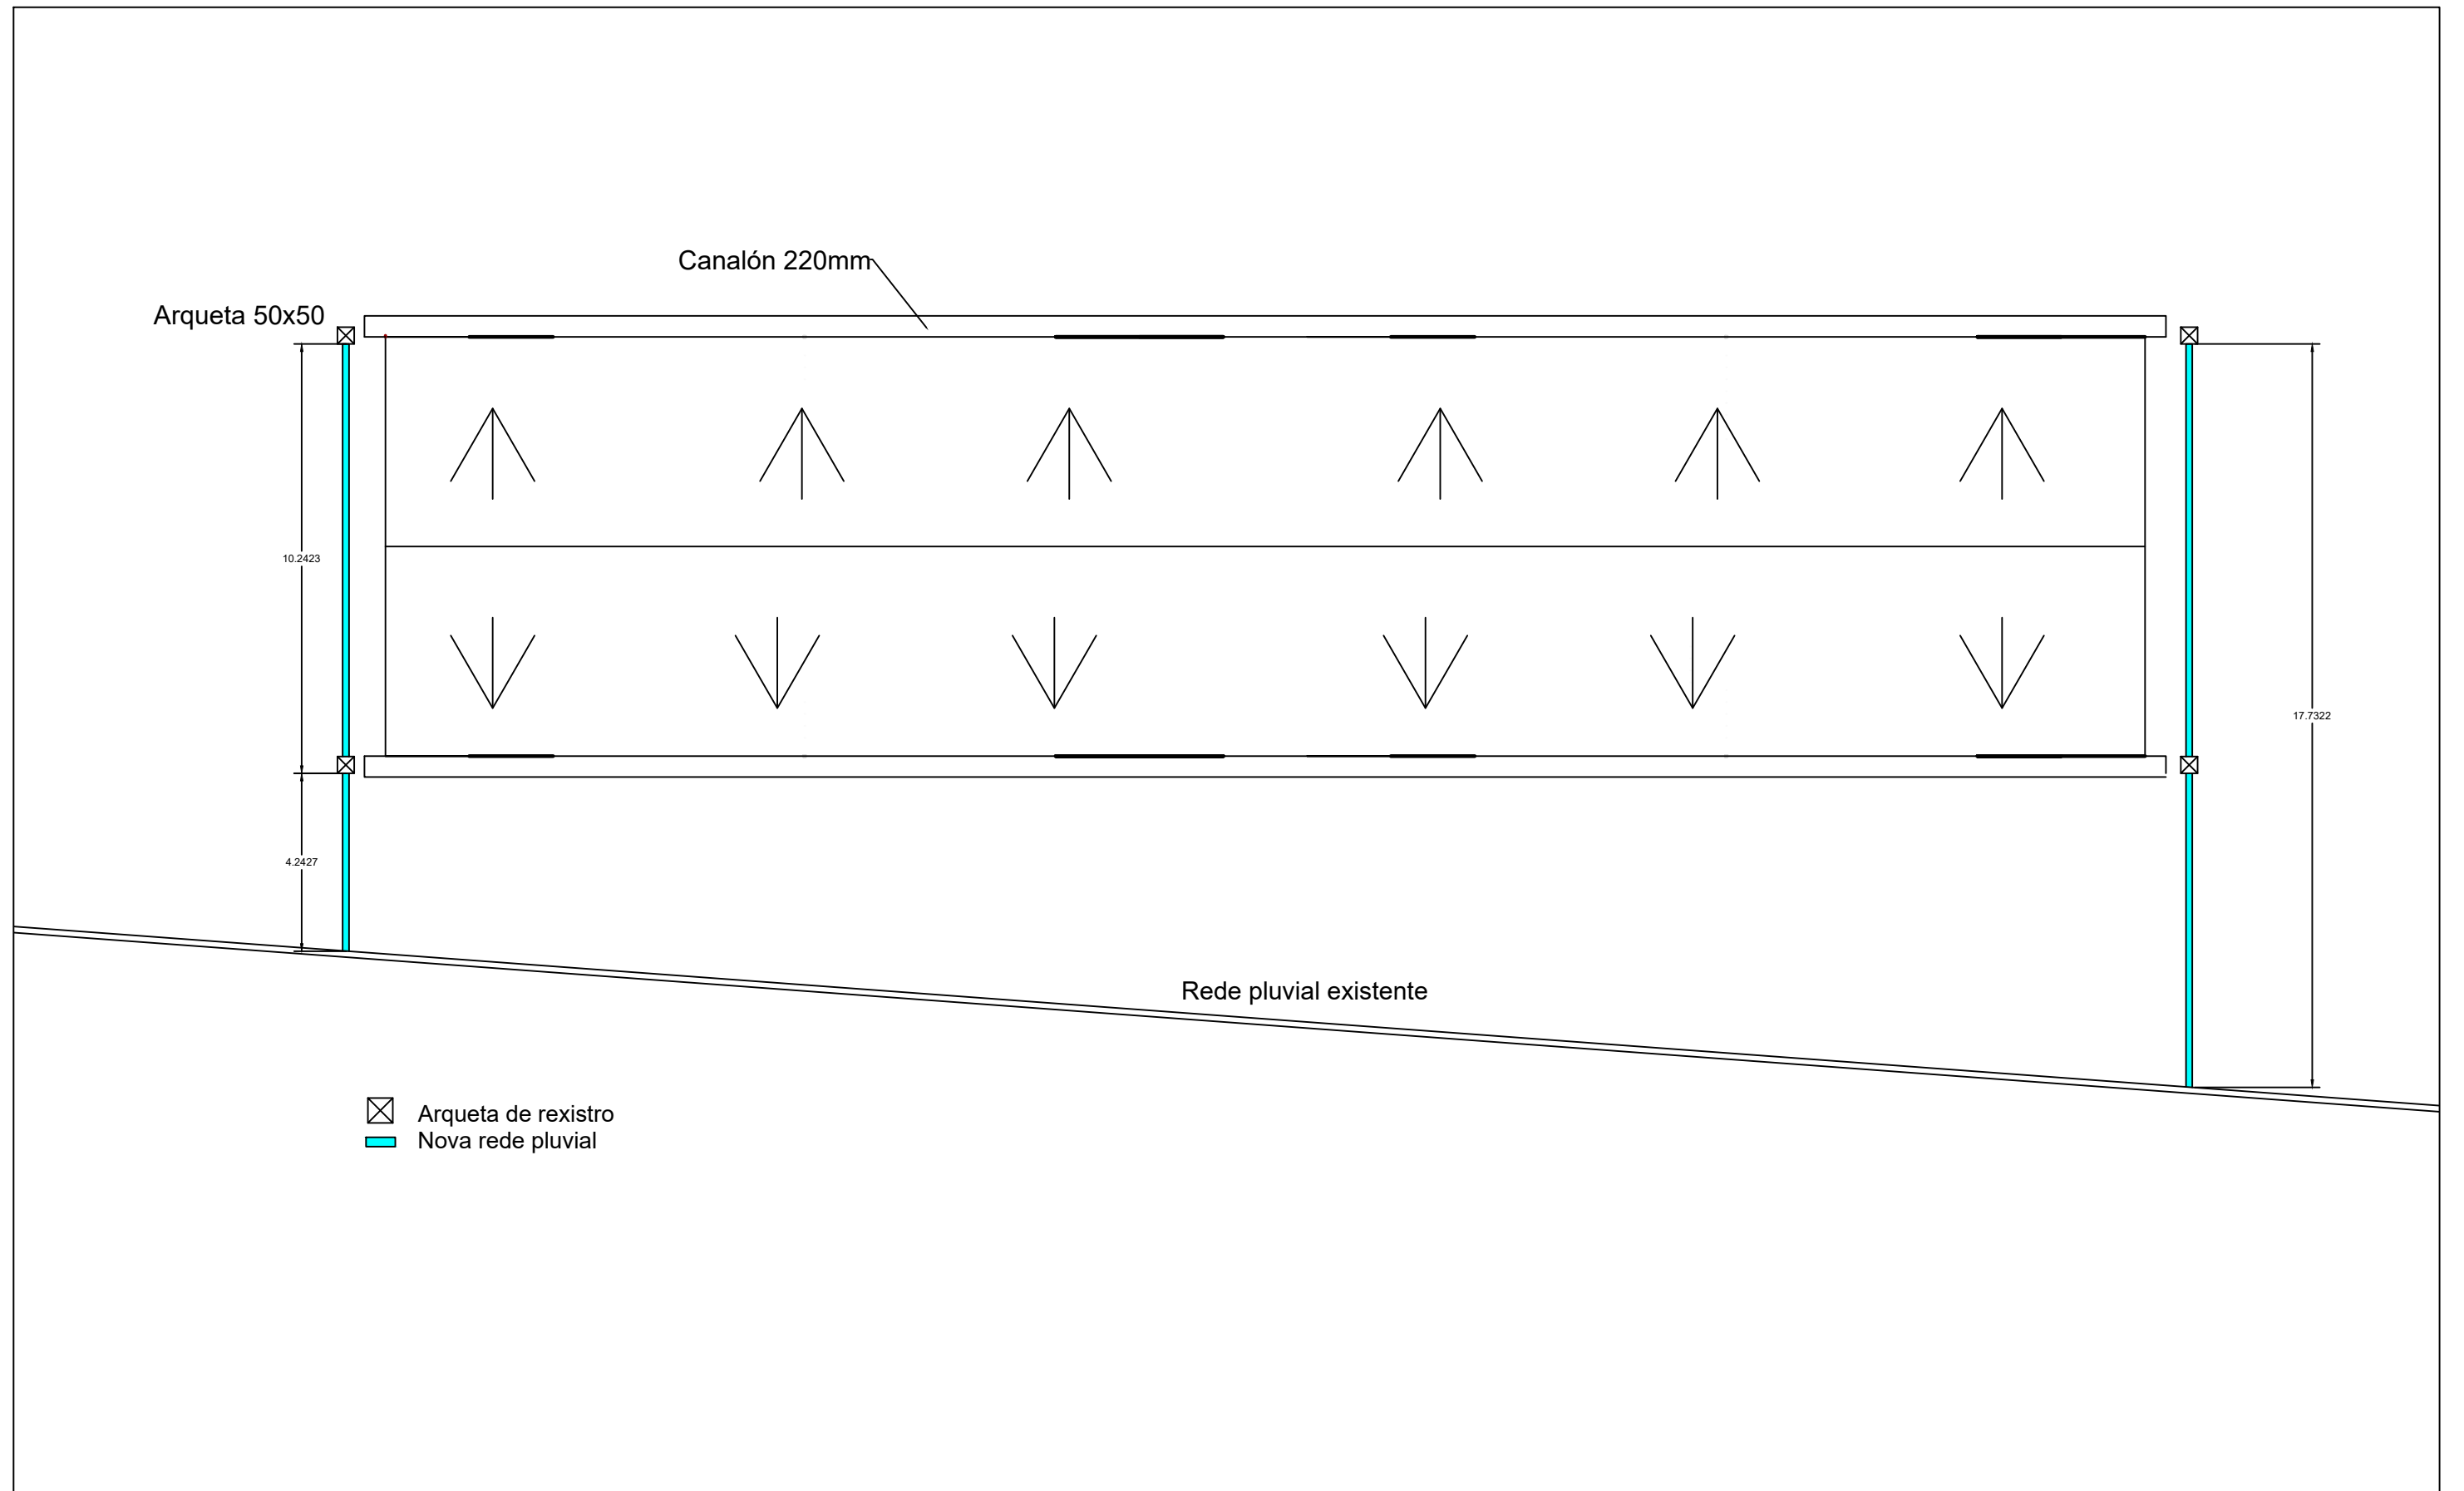 Canalón 220mm
Arqueta 50x50
10.2423
17.7322
4.2427
Rede pluvial existente
Arqueta de rexistro
Nova rede pluvial